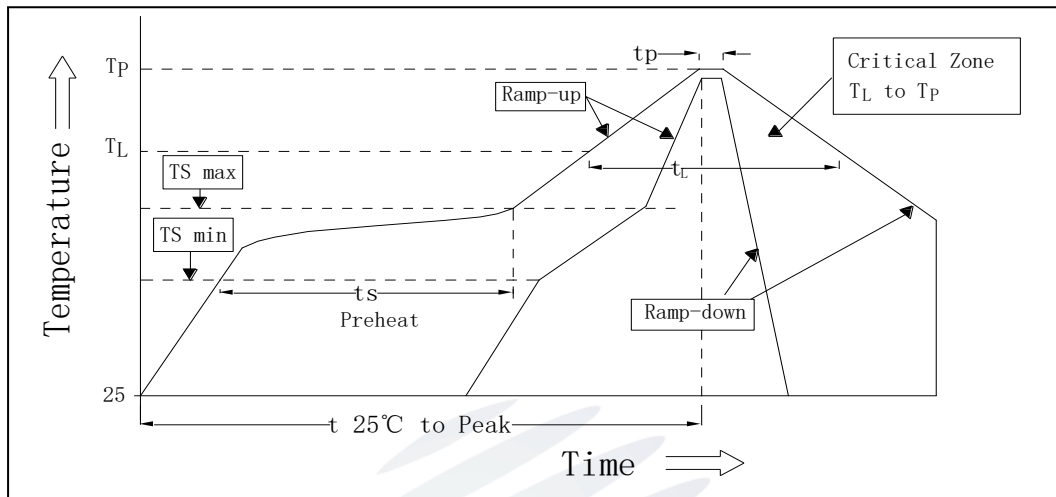 tp
Critical Zone
TL to TP
TP
Ramp-up
TL
tL
TS max
TS min
ts
Preheat
Ramp-down
25
t 25℃ to Peak
Temperature
Time